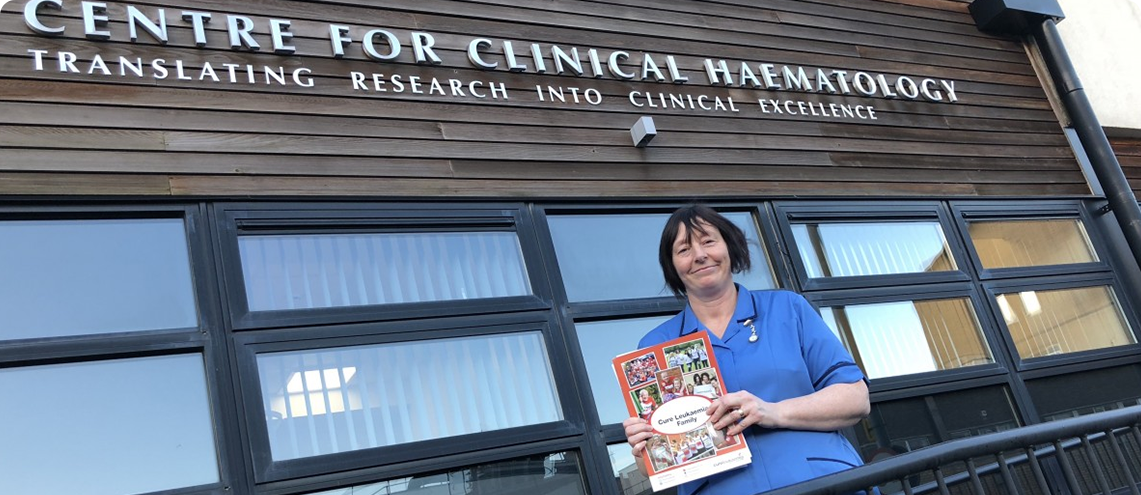 CENTRE FOR CLINICAL HAEMATOLOGY
TRANSLATING RESEARCH INTO CLINICAL EXCELLENCE
Cure Leukaemia
Family